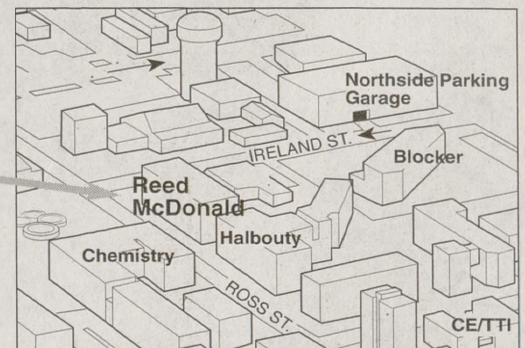 Northside Parking
Garage
IRELAND ST.
Blocker
Reed
McDonald
Halbouty
Chemistry
ROSS ST.
CE/TTI